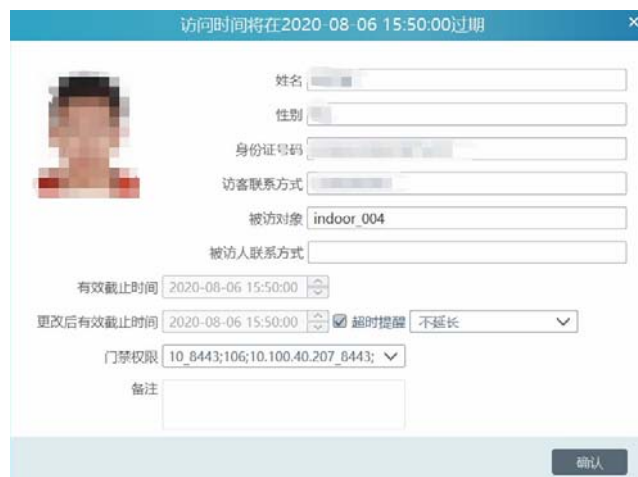 访问时间将在2020-08-06 15:50:00过期
姓名
性别
身份证号码
访客联系方式
被访对象 indoor_004
被访人联系方式
有效截止时间 2020-08-06 15:50:00
更改后有效截止时间 2020-08-06 15:50:00 超时提醒 不延长
门禁权限 10_8443;106;10.100.40.207_8443;
备注
确认